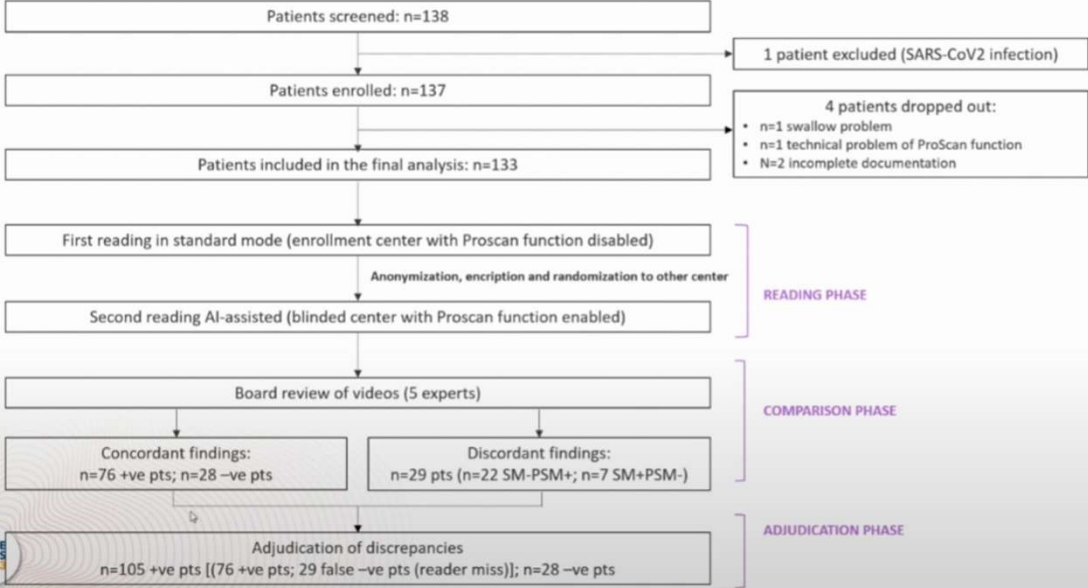 Patients screened: n=138
1 patient excluded (SARS-CoV2 infection)
Patients enrolled: n=137
4 patients dropped out:
• n=1 swallow problem
• n=1 technical problem of ProScan function
• N=2 incomplete documentation
Patients included in the final analysis: n=133
First reading in standard mode (enrollment center with Proscan function disabled)
Anonymization, encription and randomization to other center
READING PHASE
Second reading AI-assisted (blinded center with Proscan function enabled)
Board review of videos (5 experts)
COMPARISON PHASE
Concordant findings:
n=76 +ve pts; n=28 –ve pts
Discordant findings:
n=29 pts (n=22 SM-PSM+; n=7 SM+PSM-)
ADJUDICATION PHASE
Adjudication of discrepancies
n=105 +ve pts [(76 +ve pts; 29 false –ve pts (reader miss)]; n=28 –ve pts